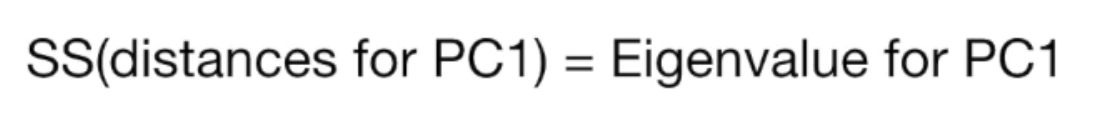 SS(distances for PC1) = Eigenvalue for PC1